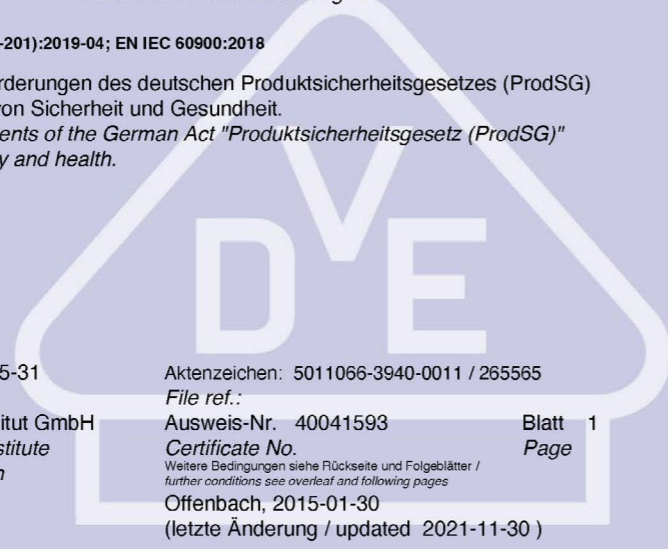 -201):2019-04; EN IEC 60900:2018
rderungen des deutschen Produktsicherheitsgesetzes (ProdSG)
von Sicherheit und Gesundheit.
ents of the German Act "Produktsicherheitsgesetz (ProdSG)"
y and health.
VDE
5-31
Aktenzeichen: 5011066-3940-0011 / 265565
File ref.:
itut GmbH
Ausweis-Nr. 40041593
Blatt 1
stitute
Certificate No.
Page
n
Weitere Bedingungen siehe Rückseite und Folgeblätter /
further conditions see overleaf and following pages
Offenbach, 2015-01-30
(letzte Änderung / updated 2021-11-30 )